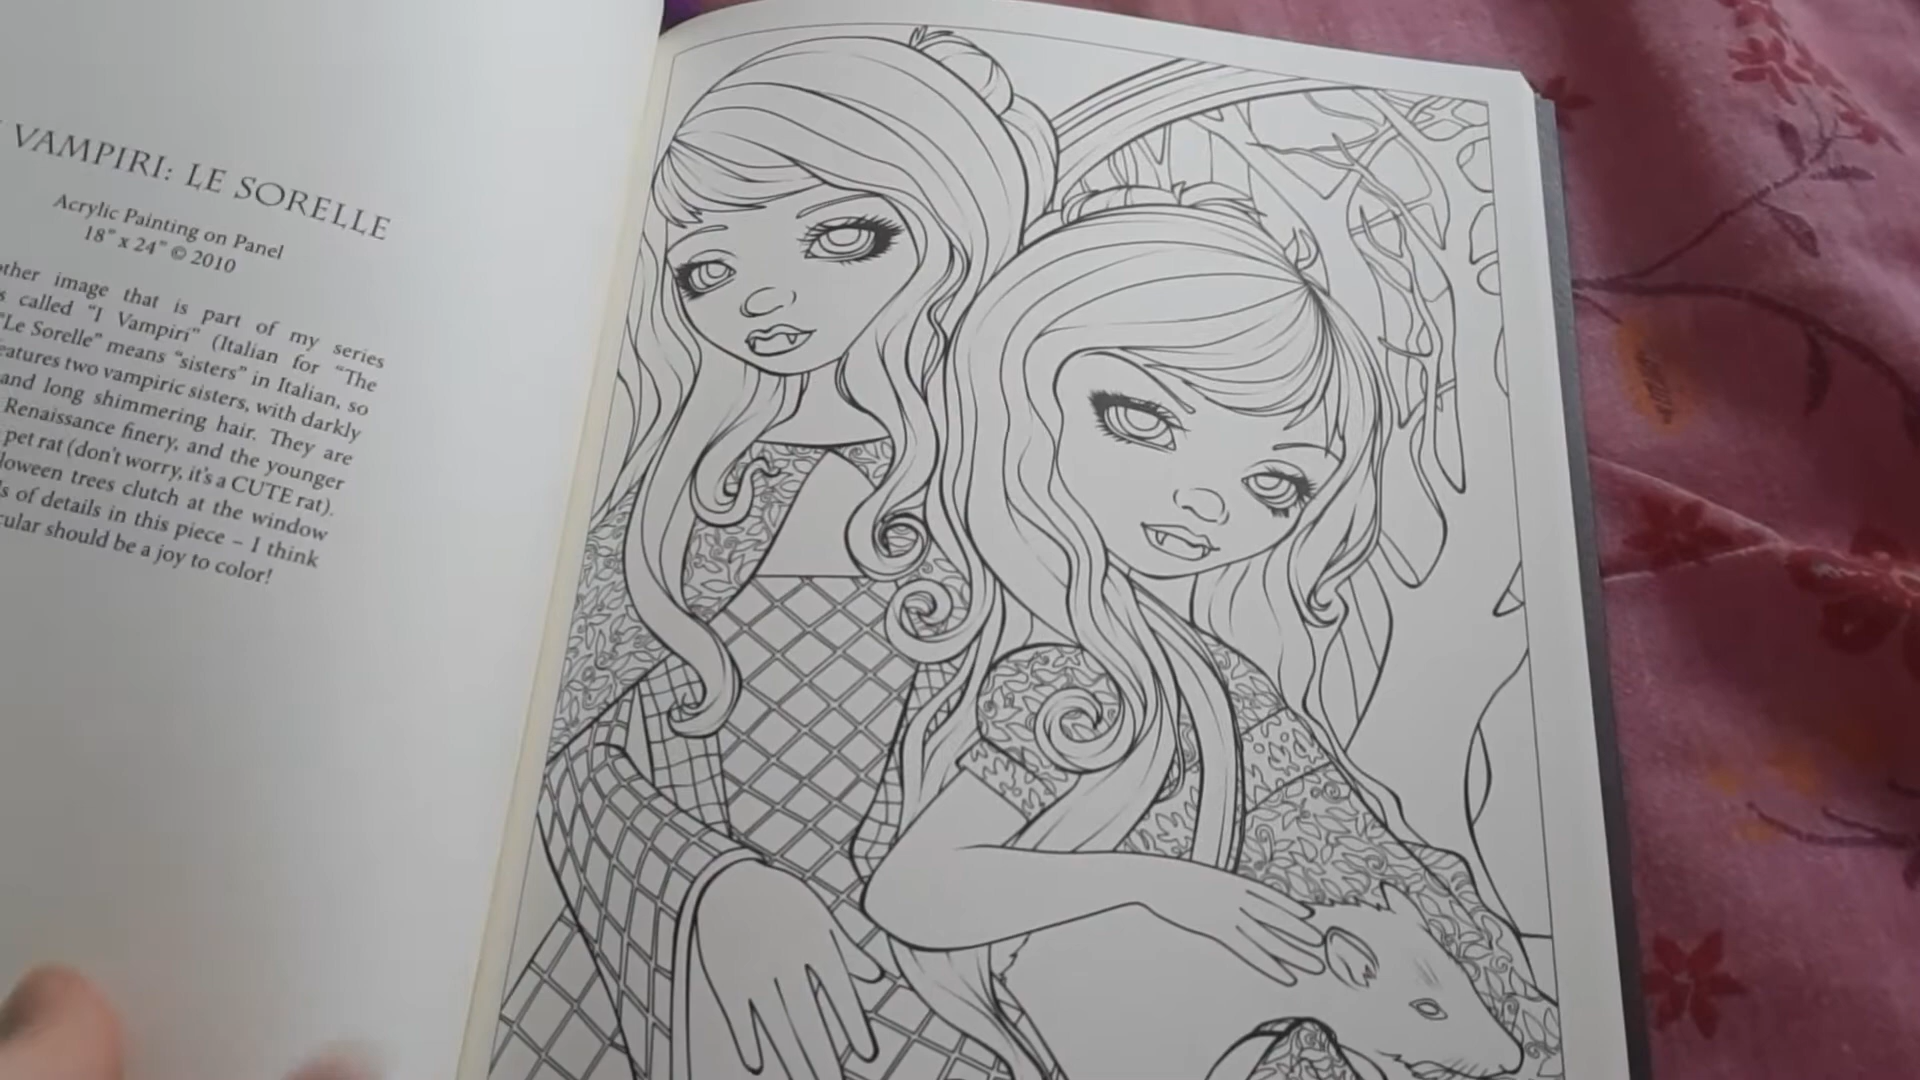 VAMPIRI: LE SORELLE
Acrylic Painting on Panel
18" x 24" © 2010
other image that is part of my series
called “I Vampiri” (Italian for “The
“Le Sorelle” means “sisters” in Italian, so
features two vampiric sisters, with darkly
and long shimmering hair. They are
Renaissance finery, and the younger
pet rat (don’t worry, it’s a CUTE rat).
trees clutch at the window
of details in this piece – I think
should be a joy to color!